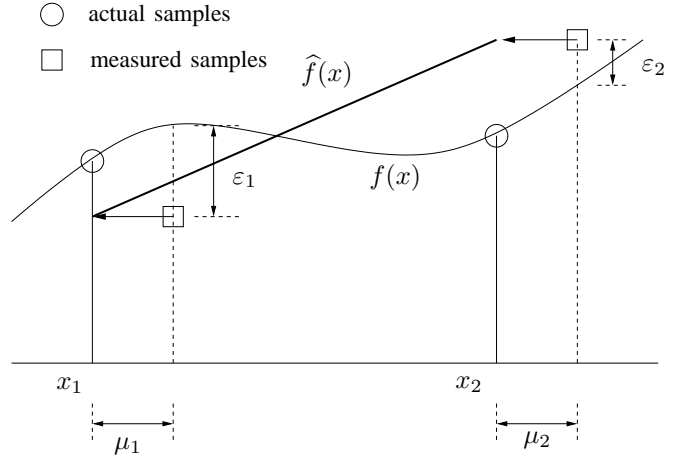 actual samples
measured samples
f̂(x)
ε₂
ε₁
f(x)
x₁
x₂
μ₁
μ₂